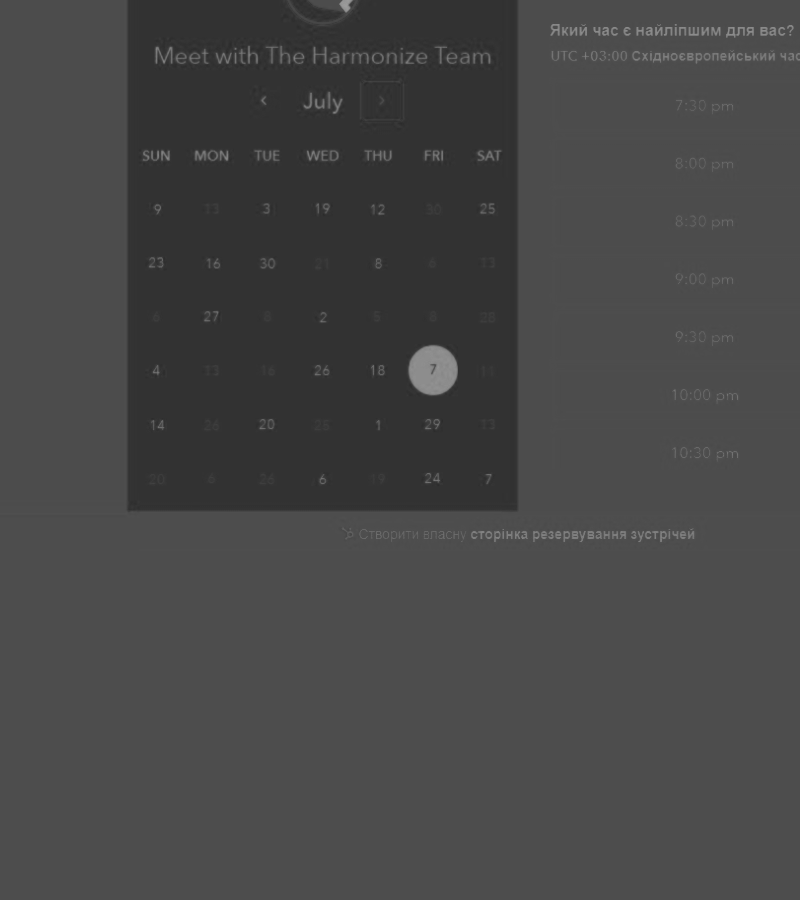 Meet with The Harmonize Team
July
SUN MON TUE WED THU FRI SAT
9 13 3 19 12 30 25
23 16 30 21 8 13
6 27 8 2 5 8 28
4 13 16 26 18 7
14 26 20 25 1 29 13
20 6 26 6 19 24 7
Який час є найліпшим для вас?
UTC +03:00 Східноєвропейський час
7:30 pm
8:00 pm
8:30 pm
9:00 pm
9:30 pm
10:00 pm
10:30 pm
Створити власну сторінка резервування зустрічей